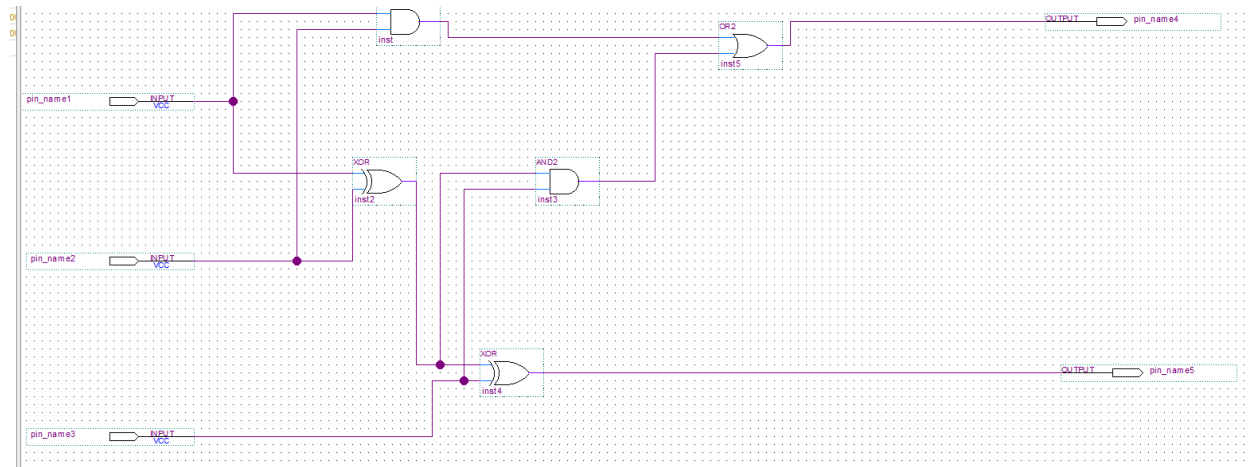 inst
OR2
inst5
OUTPUT
pin_name4
pin_name1
INPUT
VCC
XOR
inst2
AND2
inst3
pin_name2
INPUT
VCC
XOR
inst4
OUTPUT
pin_name5
pin_name3
INPUT
VCC